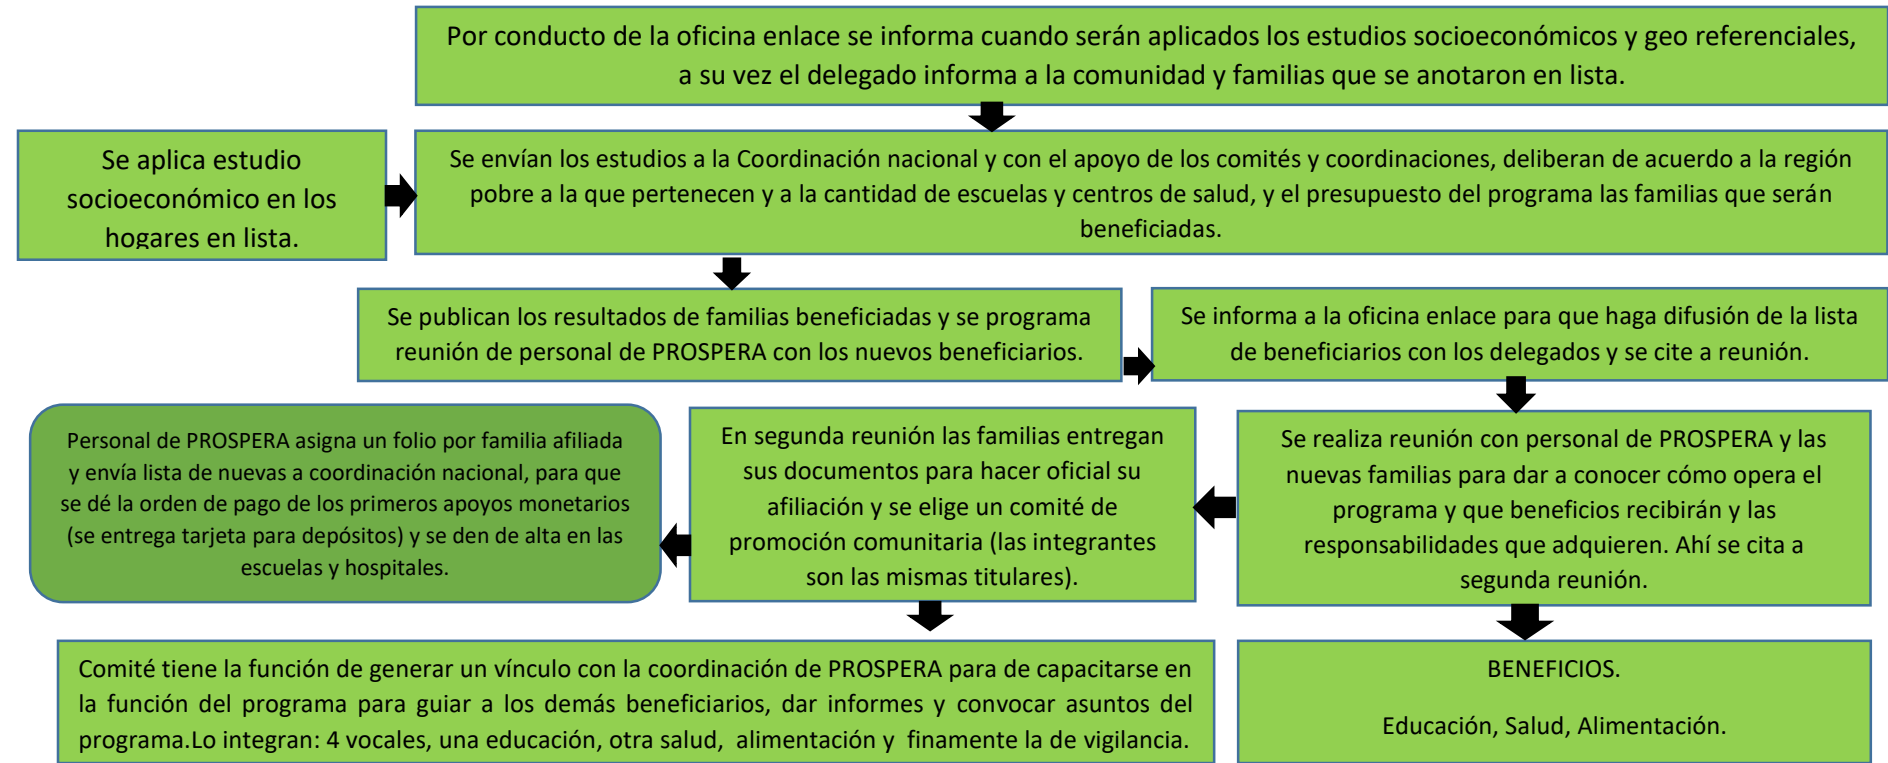 Por conducto de la oficina enlace se informa cuando serán aplicados los estudios socioeconómicos y geo referenciales,
a su vez el delegado informa a la comunidad y familias que se anotaron en lista.
Se aplica estudio
socioeconómico en los
hogares en lista.
Se envían los estudios a la Coordinación nacional y con el apoyo de los comités y coordinaciones, deliberan de acuerdo a la región
pobre a la que pertenecen y a la cantidad de escuelas y centros de salud, y el presupuesto del programa las familias que serán
beneficiadas.
Se publican los resultados de familias beneficiadas y se programa
reunión de personal de PROSPERA con los nuevos beneficiarios.
Se informa a la oficina enlace para que haga difusión de la lista
de beneficiarios con los delegados y se cite a reunión.
Se realiza reunión con personal de PROSPERA y las
nuevas familias para dar a conocer cómo opera el
programa y que beneficios recibirán y las
responsabilidades que adquieren. Ahí se cita a
segunda reunión.
En segunda reunión las familias entregan
sus documentos para hacer oficial su
afiliación y se elige un comité de
promoción comunitaria (las integrantes
son las mismas titulares).
Personal de PROSPERA asigna un folio por familia afiliada
y envía lista de nuevas a coordinación nacional, para que
se dé la orden de pago de los primeros apoyos monetarios
(se entrega tarjeta para depósitos) y se den de alta en las
escuelas y hospitales.
Comité tiene la función de generar un vínculo con la coordinación de PROSPERA para de capacitarse en
la función del programa para guiar a los demás beneficiarios, dar informes y convocar asuntos del
programa.Lo integran: 4 vocales, una educación, otra salud, alimentación y finamente la de vigilancia.
BENEFICIOS.
Educación, Salud, Alimentación.